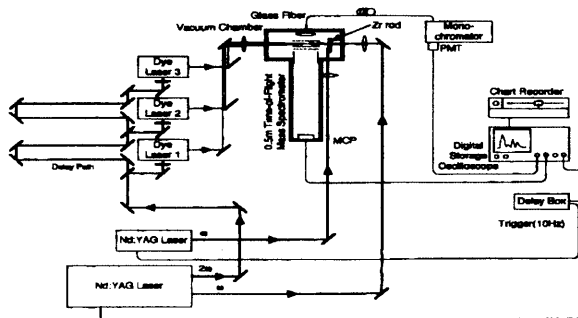 Glass Fiber
Zr rod
Vacuum Chamber
Mono-
chromator
PMT
Dye
Laser 3
Dye
Laser 2
Dye
Laser 1
Delay Path
0.5m Time-of-Flight
Mass Spectrometer
MCP
Chart Recorder
Digital
Storage
Oscilloscope
Delay Box
Trigger(10Hz)
Nd:YAG Laser
ω
2ω
Nd:YAG Laser
ω